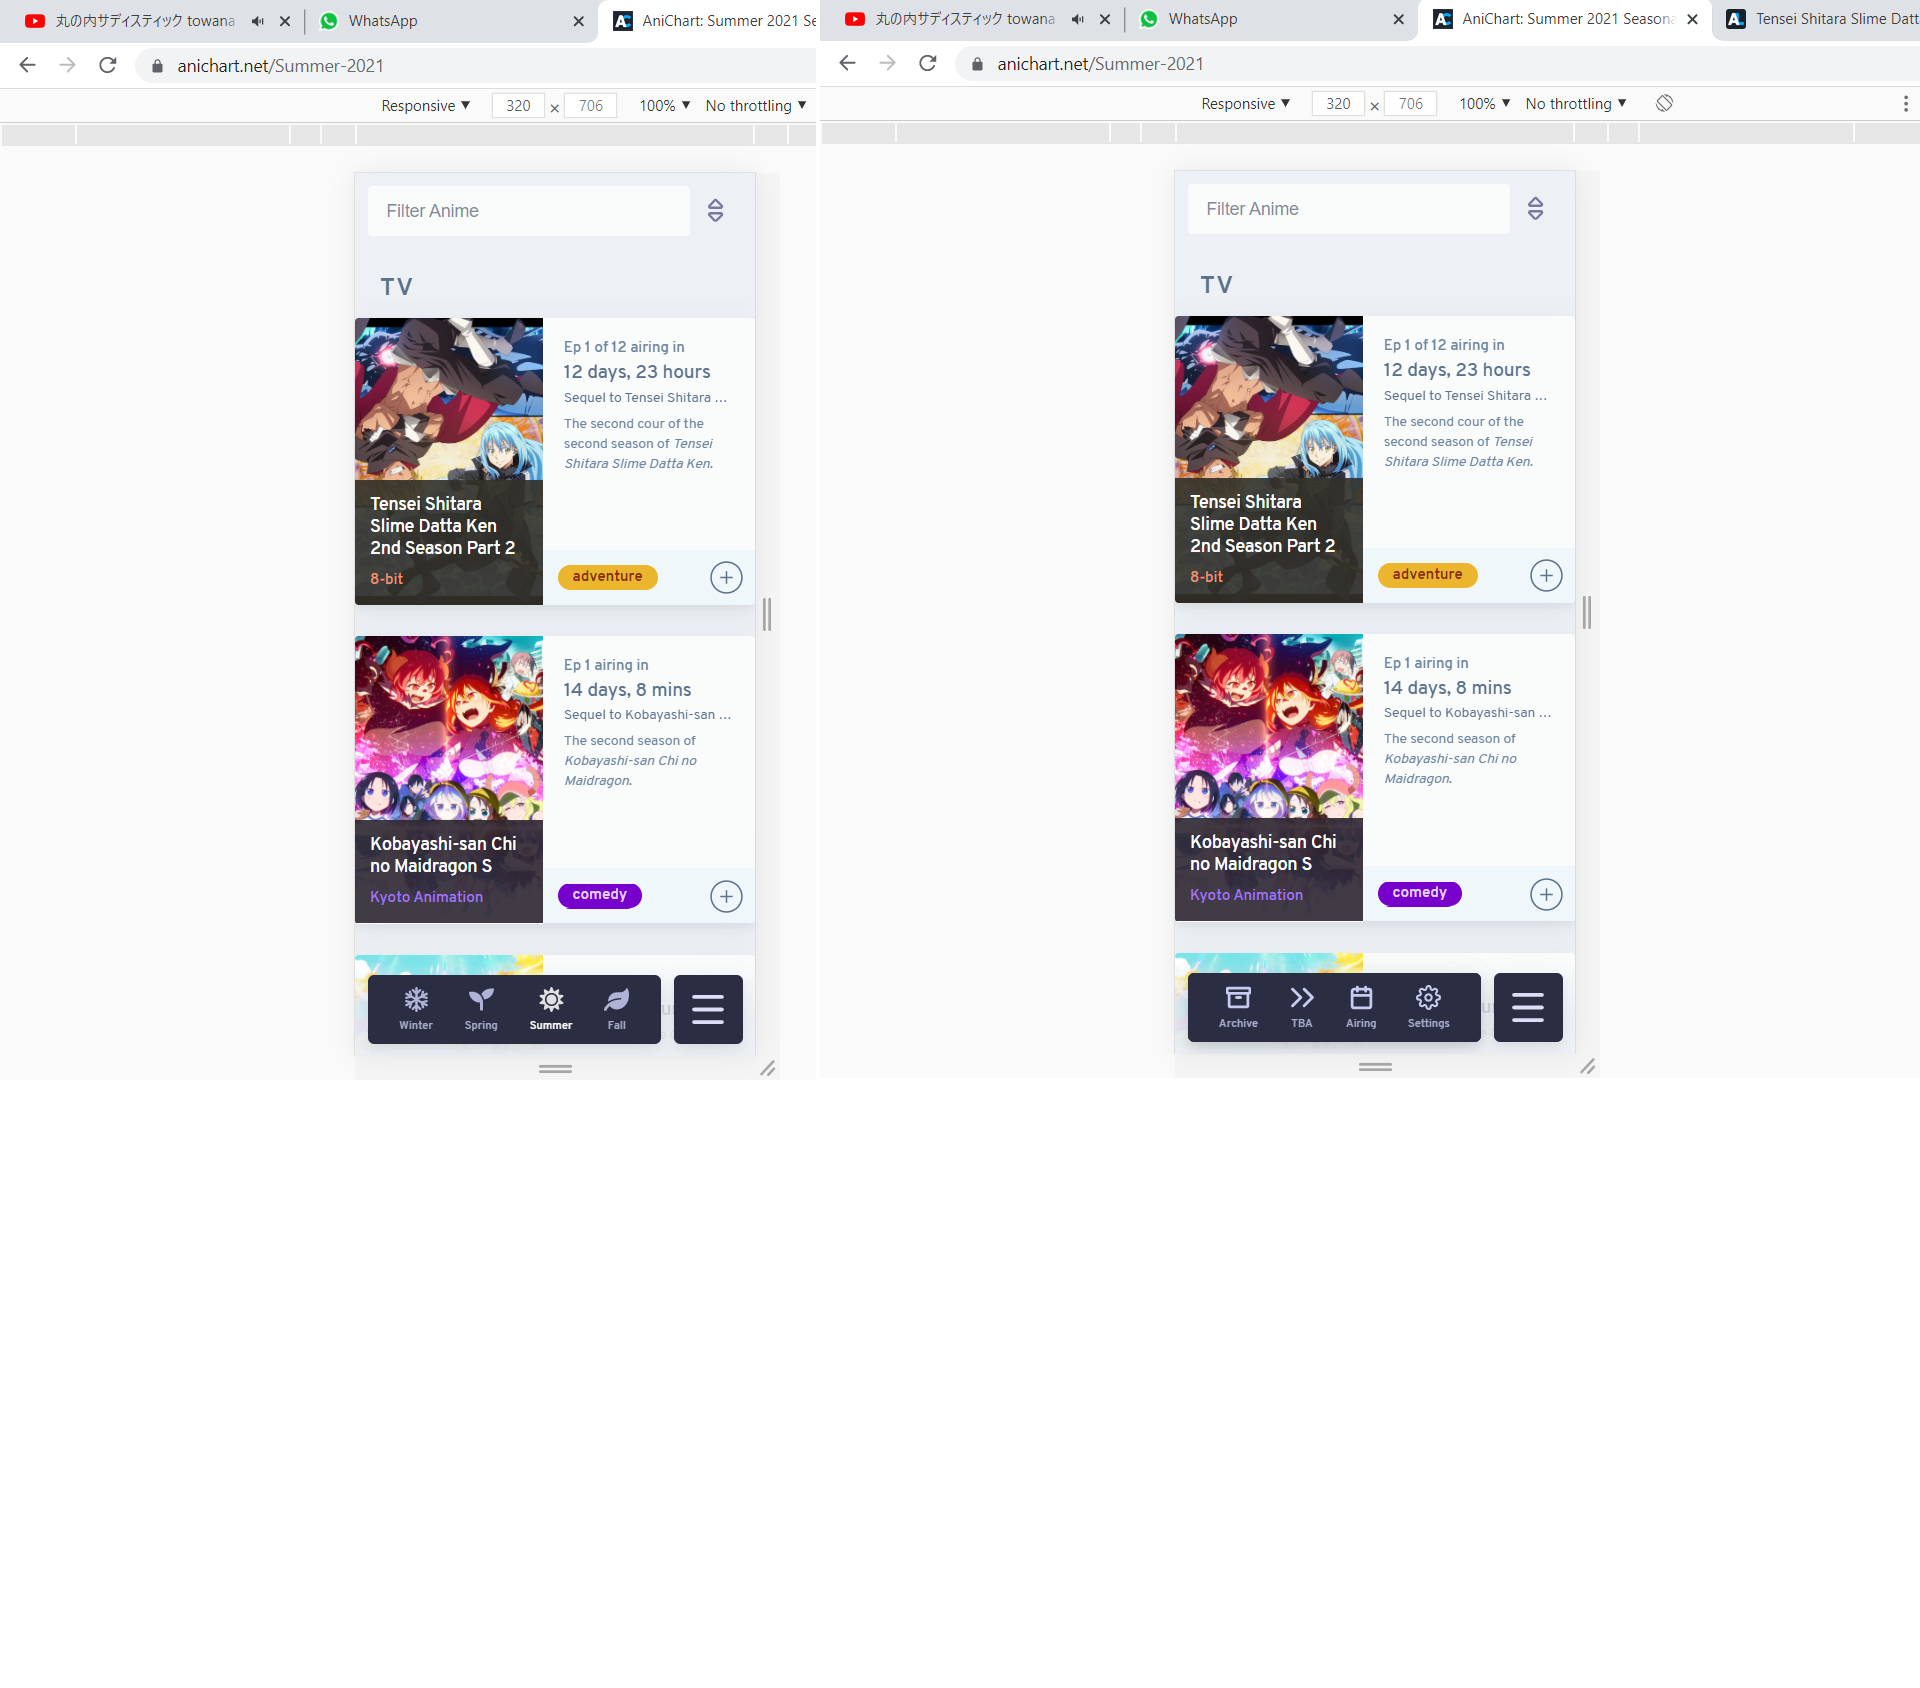 丸の内サディスティック towana
WhatsApp
AniChart: Summer 2021 Se
anichart.net/Summer-2021
Responsive ▼ 320 × 706 100% ▼ No throttling ▼
Filter Anime
TV
Ep 1 of 12 airing in
12 days, 23 hours
Sequel to Tensei Shitara ...
The second cour of the
second season of Tensei
Shitara Slime Datta Ken.
Tensei Shitara
Slime Datta Ken
2nd Season Part 2
8-bit
adventure
Ep 1 airing in
14 days, 8 mins
Sequel to Kobayashi-san ...
The second season of
Kobayashi-san Chi no
Maidragon.
Kobayashi-san Chi
no Maidragon S
Kyoto Animation
comedy
Winter Spring Summer Fall
丸の内サディスティック towana
WhatsApp
AniChart: Summer 2021 Seasona
Tensei Shitara Slime Datt
anichart.net/Summer-2021
Responsive ▼ 320 × 706 100% ▼ No throttling ▼
Filter Anime
TV
Ep 1 of 12 airing in
12 days, 23 hours
Sequel to Tensei Shitara ...
The second cour of the
second season of Tensei
Shitara Slime Datta Ken.
Tensei Shitara
Slime Datta Ken
2nd Season Part 2
8-bit
adventure
Ep 1 airing in
14 days, 8 mins
Sequel to Kobayashi-san ...
The second season of
Kobayashi-san Chi no
Maidragon.
Kobayashi-san Chi
no Maidragon S
Kyoto Animation
comedy
Archive TBA Airing Settings